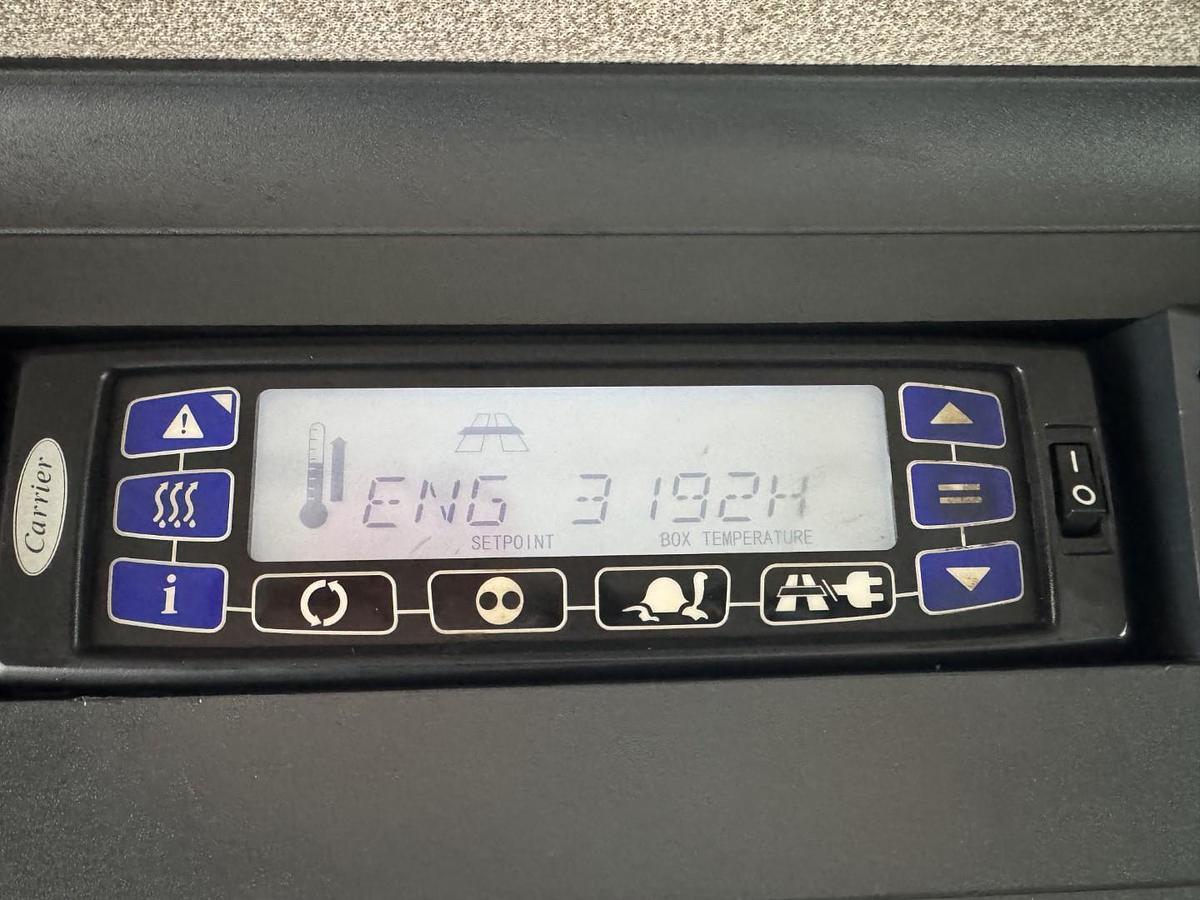 Carrier
ENG 3192H
SETPOINT BOX TEMPERATURE
i
I
O